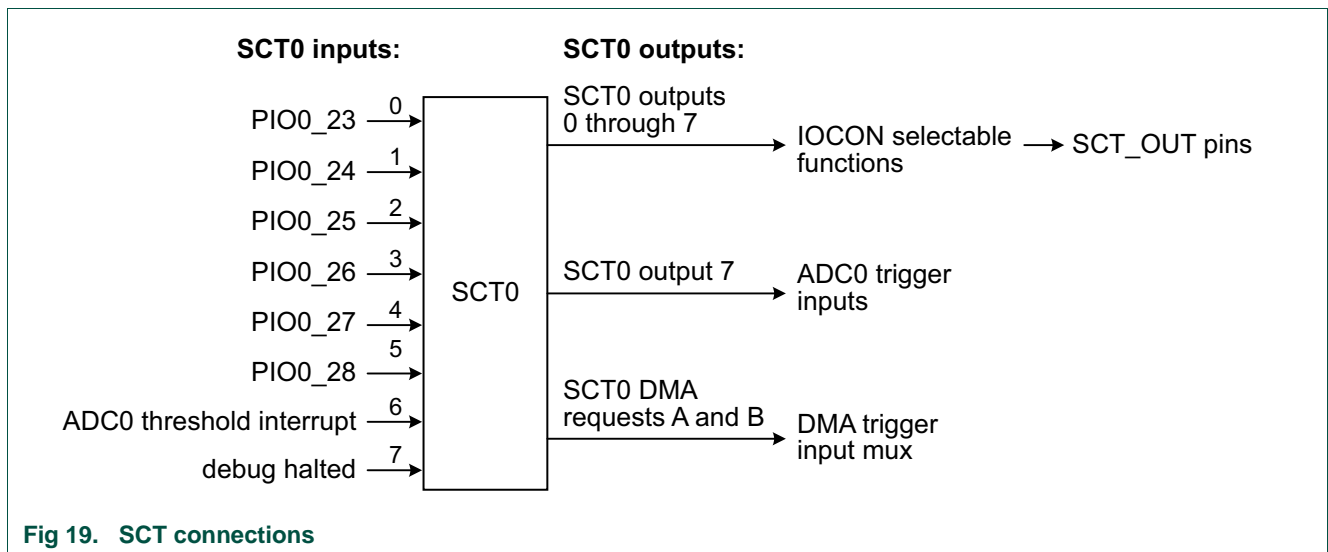 SCT0 inputs:
SCT0 outputs:
PIO0_23
0
PIO0_24
1
PIO0_25
2
PIO0_26
3
PIO0_27
4
PIO0_28
5
ADC0 threshold interrupt
6
debug halted
7
SCT0
SCT0 outputs
0 through 7
IOCON selectable
functions
SCT_OUT pins
SCT0 output 7
ADC0 trigger
inputs
SCT0 DMA
requests A and B
DMA trigger
input mux
Fig 19. SCT connections